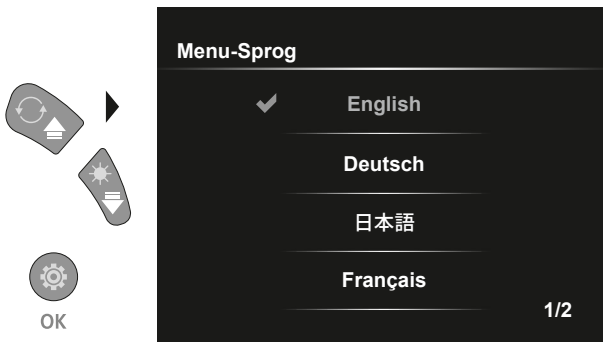 Menu-Sprog
English
Deutsch
日本語
Français
1/2
OK